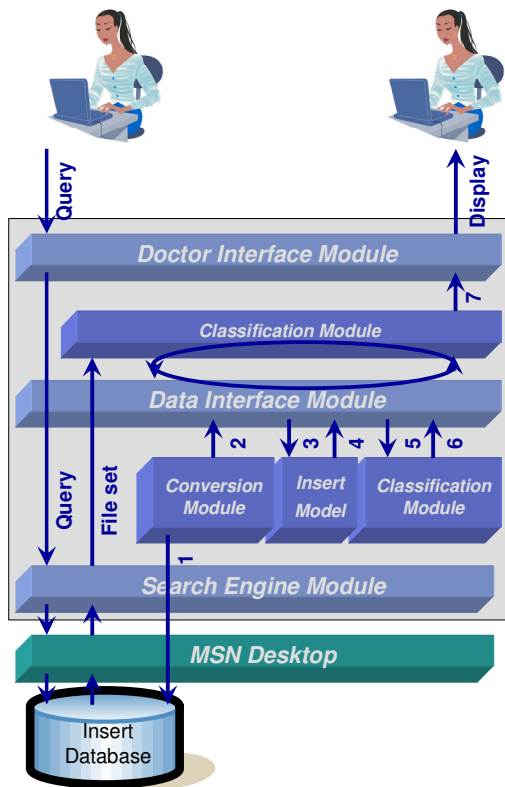 Query
Display
Doctor Interface Module
7
Classification Module
Data Interface Module
2
3
4
5
6
Conversion
Module
Insert
Model
Classification
Module
Query
File set
1
Search Engine Module
MSN Desktop
Insert
Database